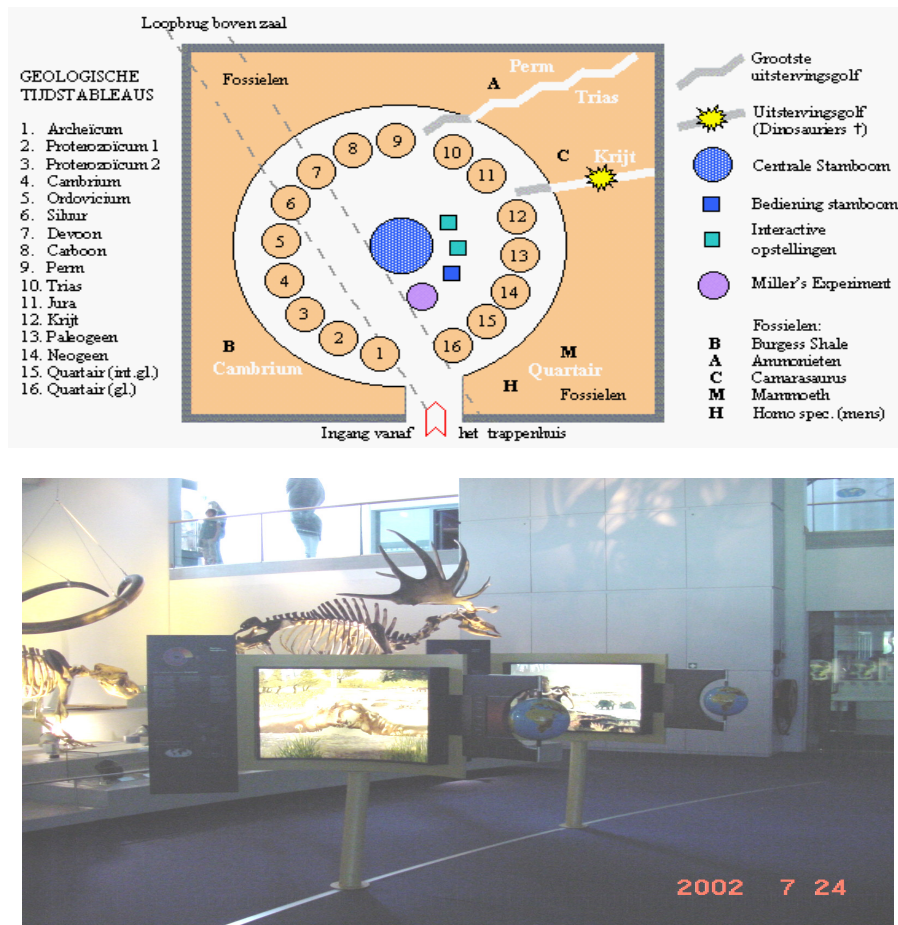 Loopbrug boven zaal
GEOLOGISCHE
TIJDSTABLEAUS
1. Archeïcum
2. Proterozoïcum 1
3. Proterozoïcum 2
4. Cambrium
5. Ordovicium
6. Siluur
7. Devoon
8. Carboon
9. Perm
10. Trias
11. Jura
12. Krijt
13. Paleogeen
14. Neogeen
15. Quartair (int.gl.)
16. Quartair (gl.)
Fossielen
A
Perm
Trias
C
Krijt
1
2
3
4
5
6
7
8
9
10
11
12
13
14
15
16
B
Cambrium
M
Quartair
H
Fossielen
Ingang vanaf het trappenhuis
Grootste
uitstervingsgolf
Uitstervingsgolf
(Dinosauriers †)
Centrale Stamboom
Bediening stamboom
Interactive
opstellingen
Miller's Experiment
Fossielen:
B Burgess Shale
A Ammonieten
C Camarasaurus
M Mammoeth
H Homo spec. (mens)
2002 7 24